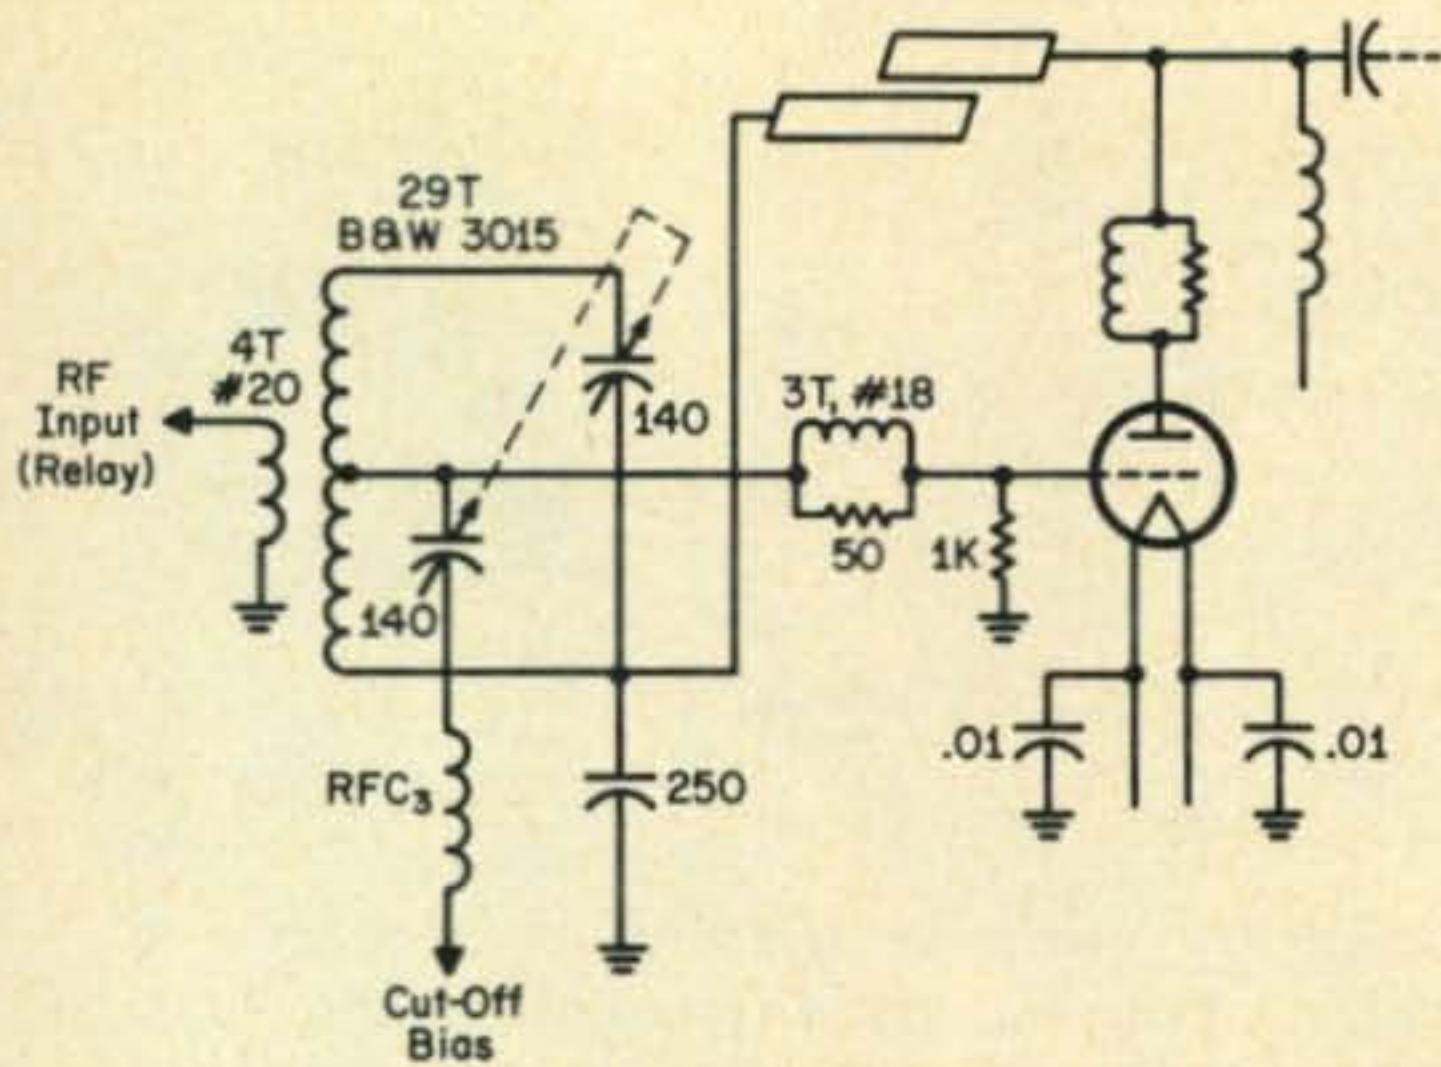 29T
B&W 3015
4T
#20
RF
Input
(Relay)
140
3T, #18
50
1K
140
.01
.01
RFC₃
250
Cut-Off
Bias